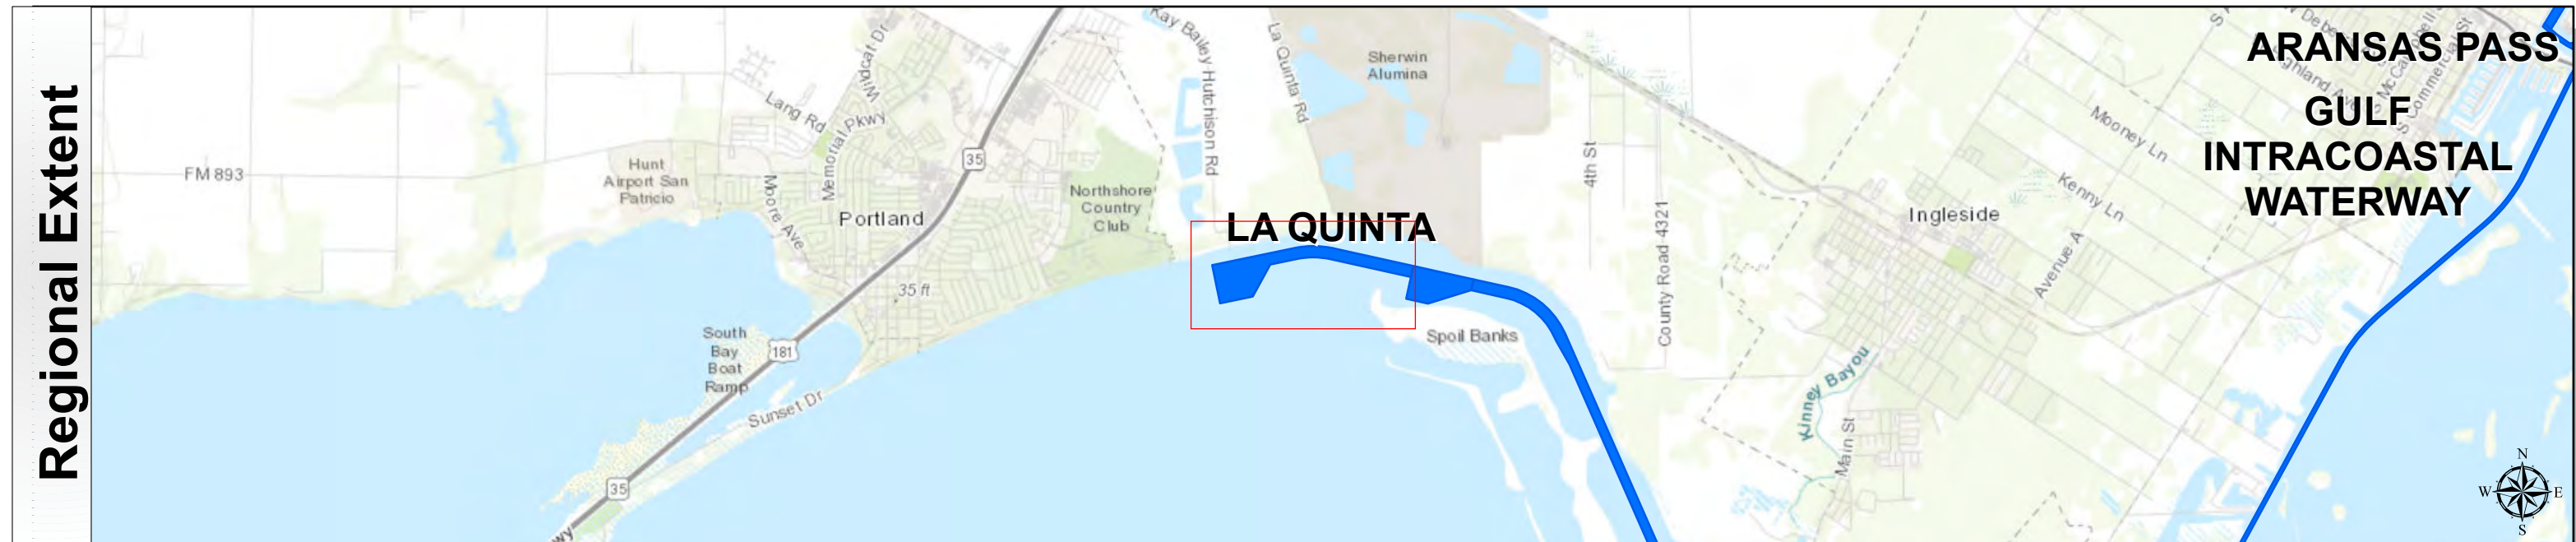 Regional Extent
FM 893
Hunt
Airport San
Patricio
Lang Rd
Wildcat Dr
Memorial Pkwy
Moore Ave
Portland
35
35 ft
Northshore
Country
Club
Kay Bailey Hutchison Rd
La Quinta Rd
Sherwin
Alumina
LA QUINTA
South
Bay
Boat
Ramp
181
Sunset Dr
35
wy
Spoil Banks
4th St
County Road 4321
Ingleside
Kinney Bayou
Main St
Avenue A
Kenny Ln
Mooney Ln
ARANSAS PASS
GULF
INTRACOASTAL
WATERWAY
N
W
E
S